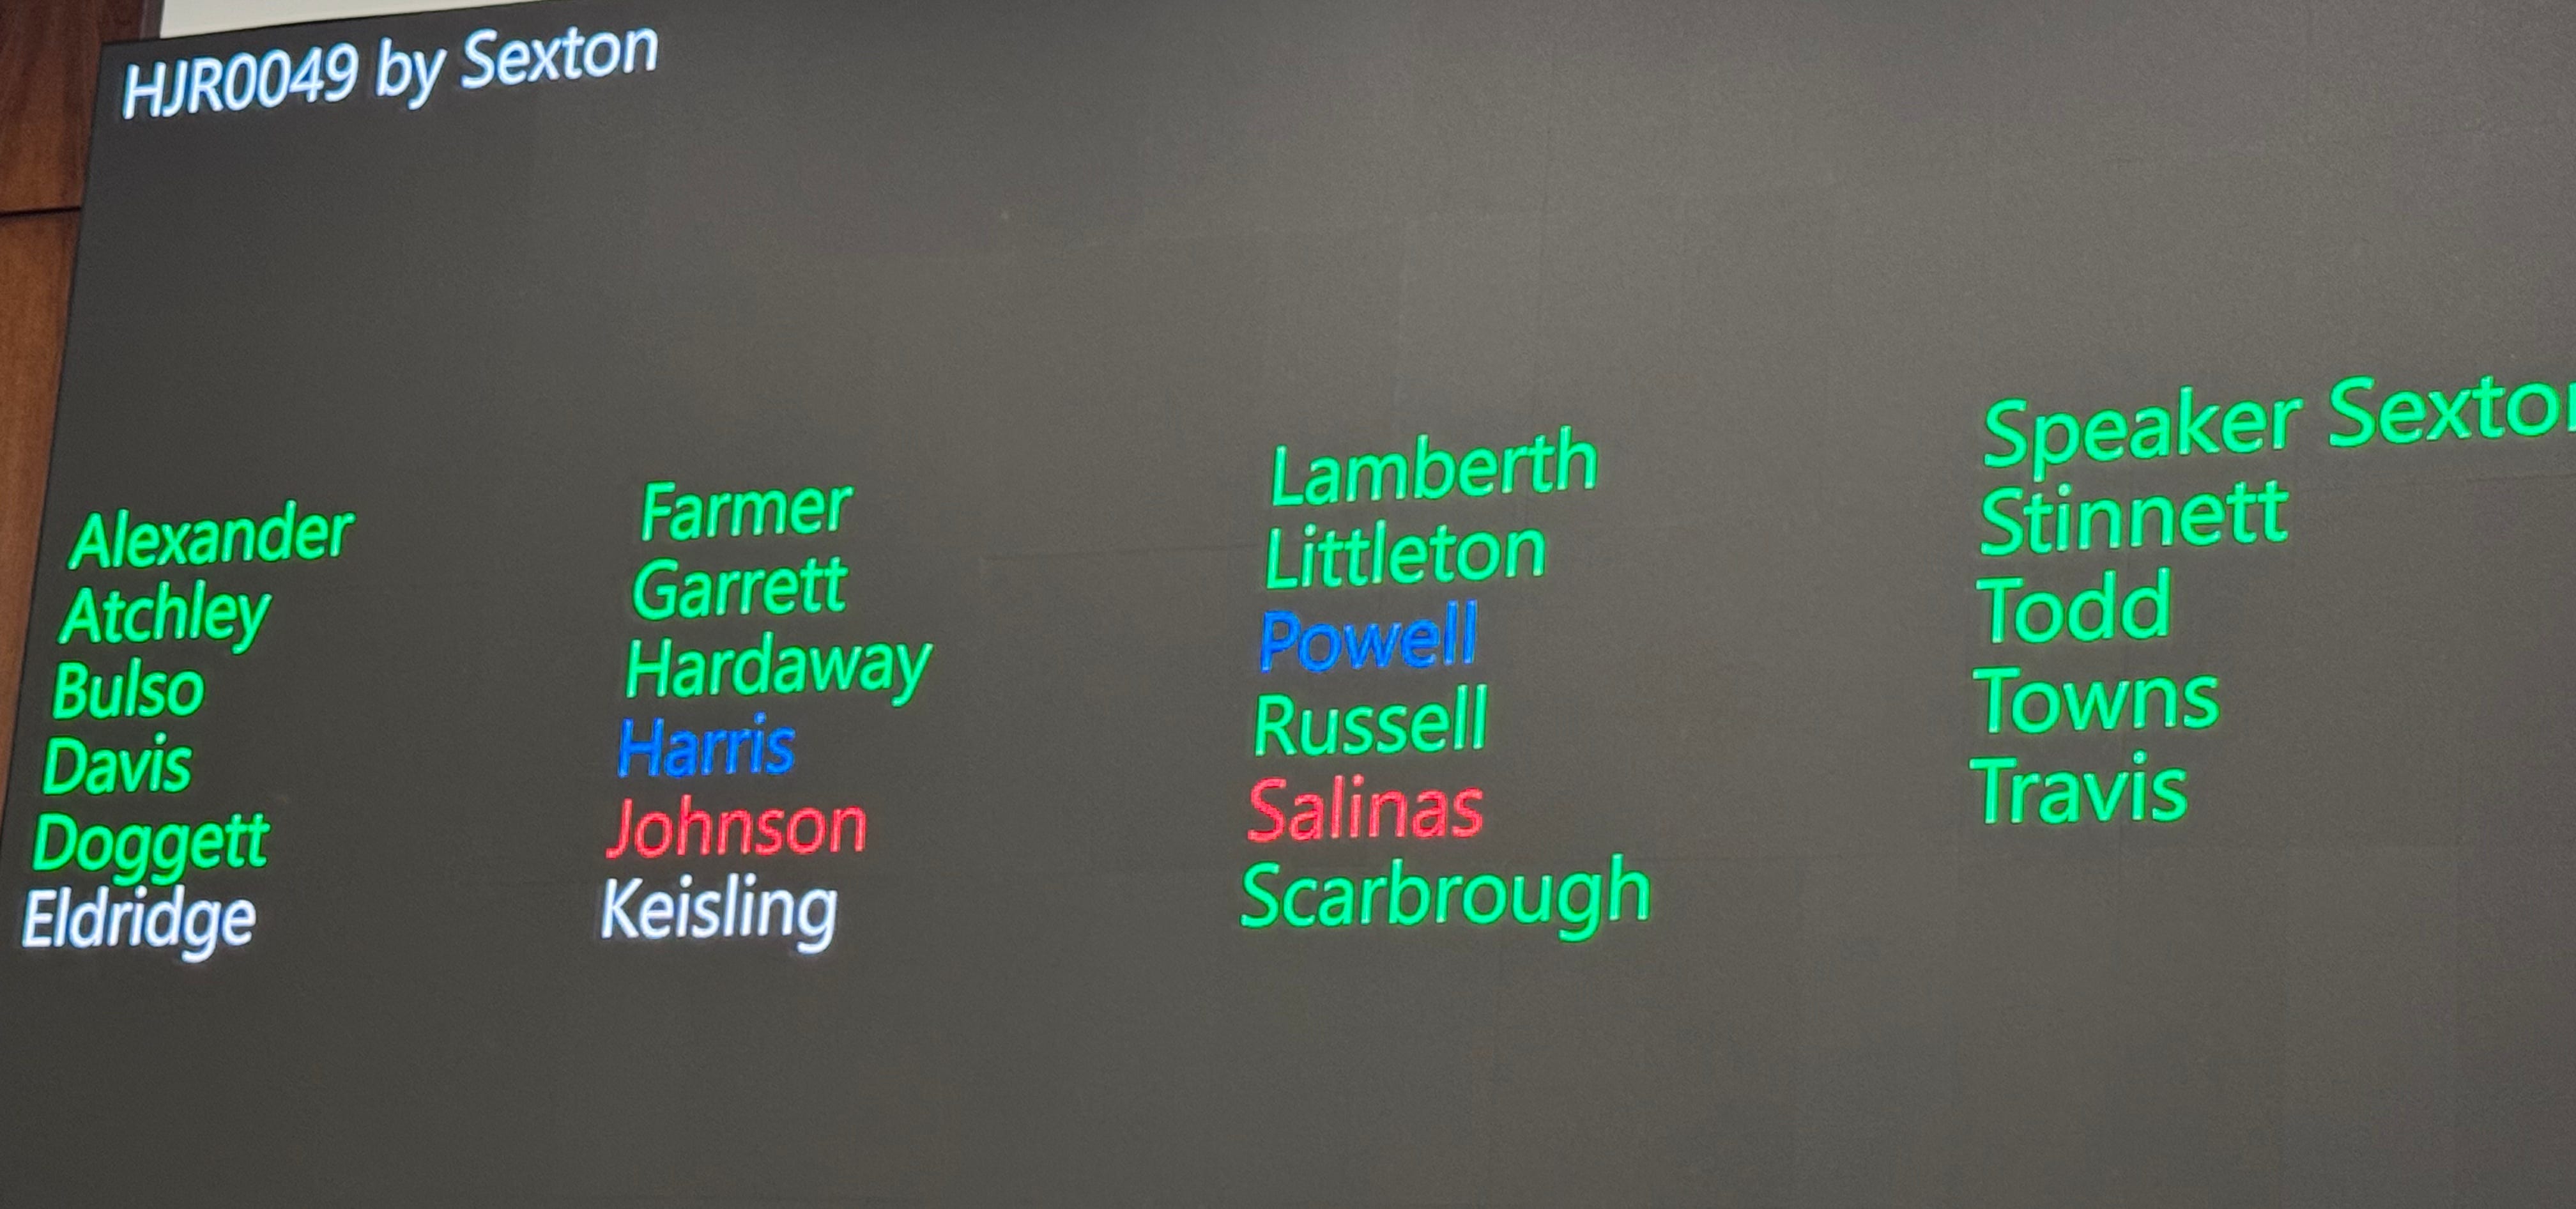 HJR0049 by Sexton
Alexander
Atchley
Bulso
Davis
Doggett
Eldridge
Farmer
Garrett
Hardaway
Harris
Johnson
Keisling
Lamberth
Littleton
Powell
Russell
Salinas
Scarbrough
Speaker Sexton
Stinnett
Todd
Towns
Travis